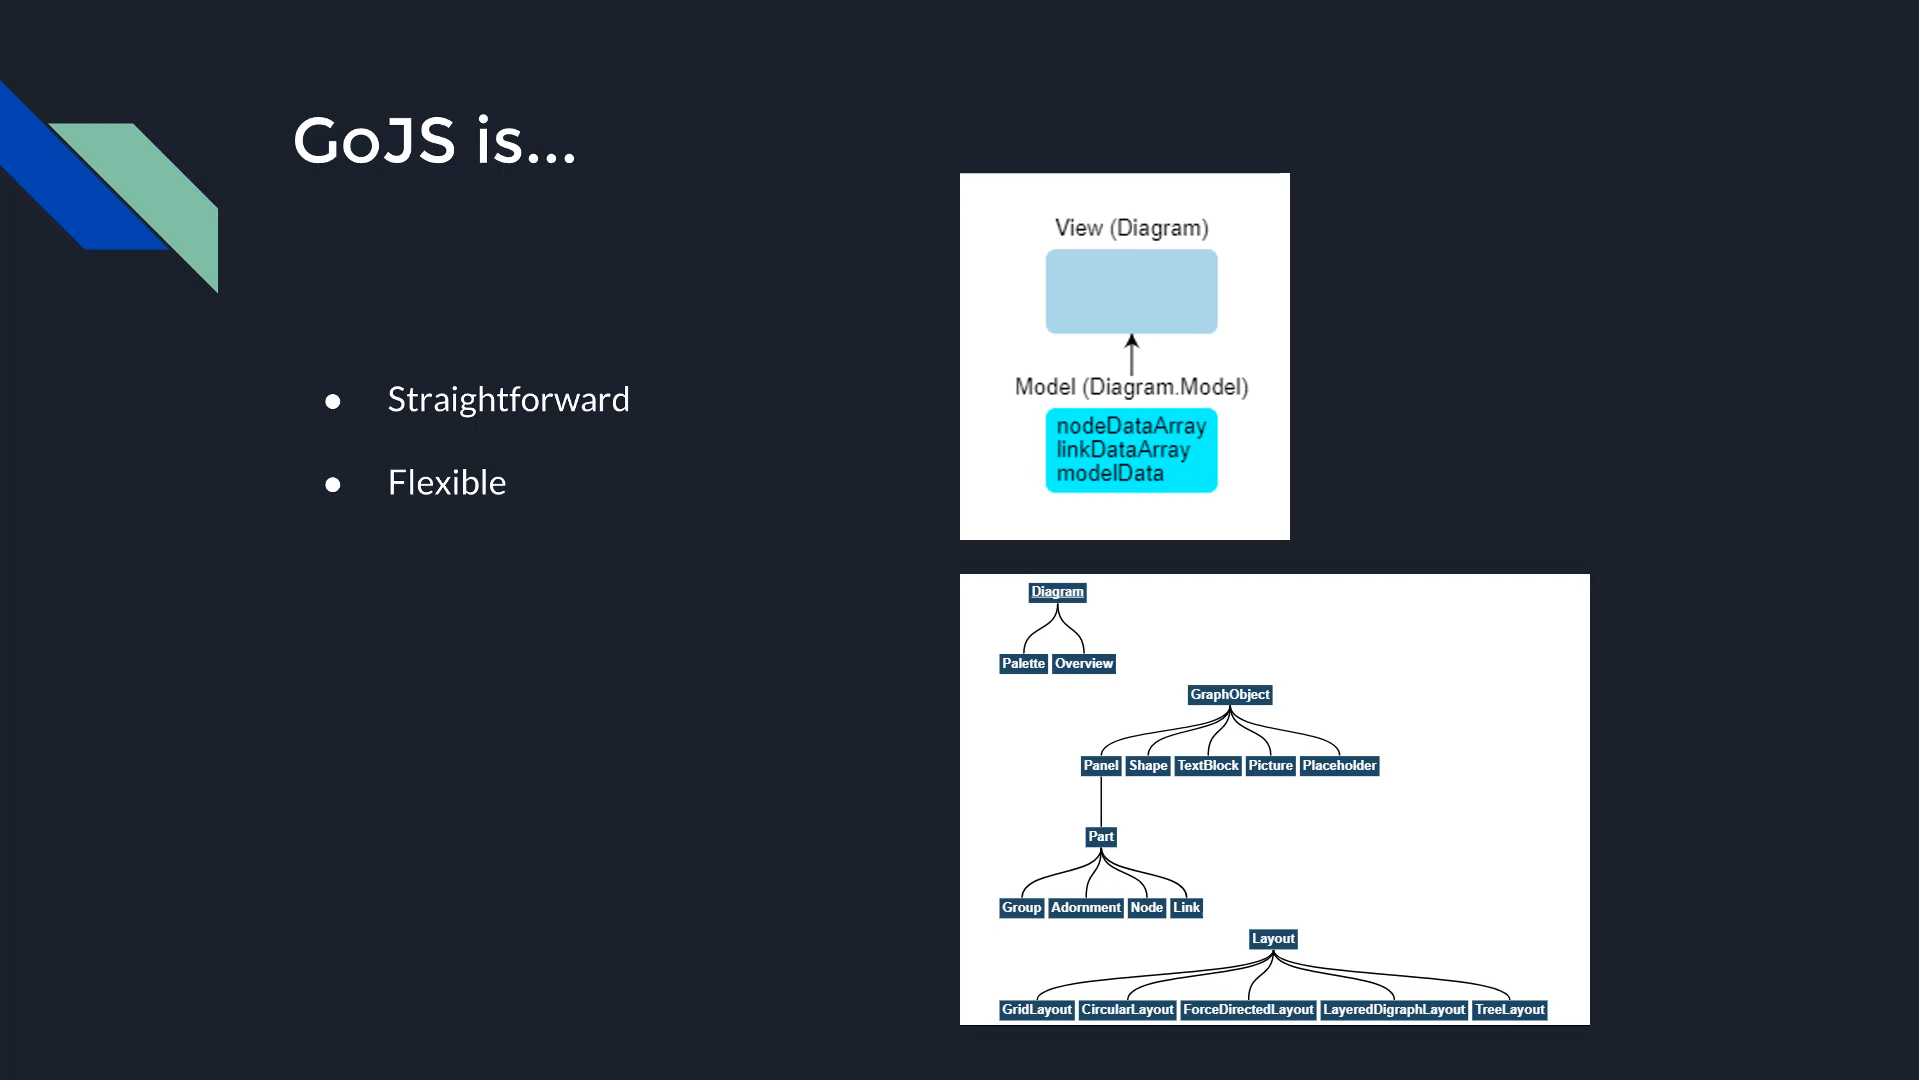 GoJS is...
Straightforward
Flexible
View (Diagram)
Model (Diagram.Model)
nodeDataArray
linkDataArray
modelData
Diagram
Palette Overview
GraphObject
Panel Shape TextBlock Picture Placeholder
Part
Group Adornment Node Link
Layout
GridLayout CircularLayout ForceDirectedLayout LayeredDigraphLayout TreeLayout